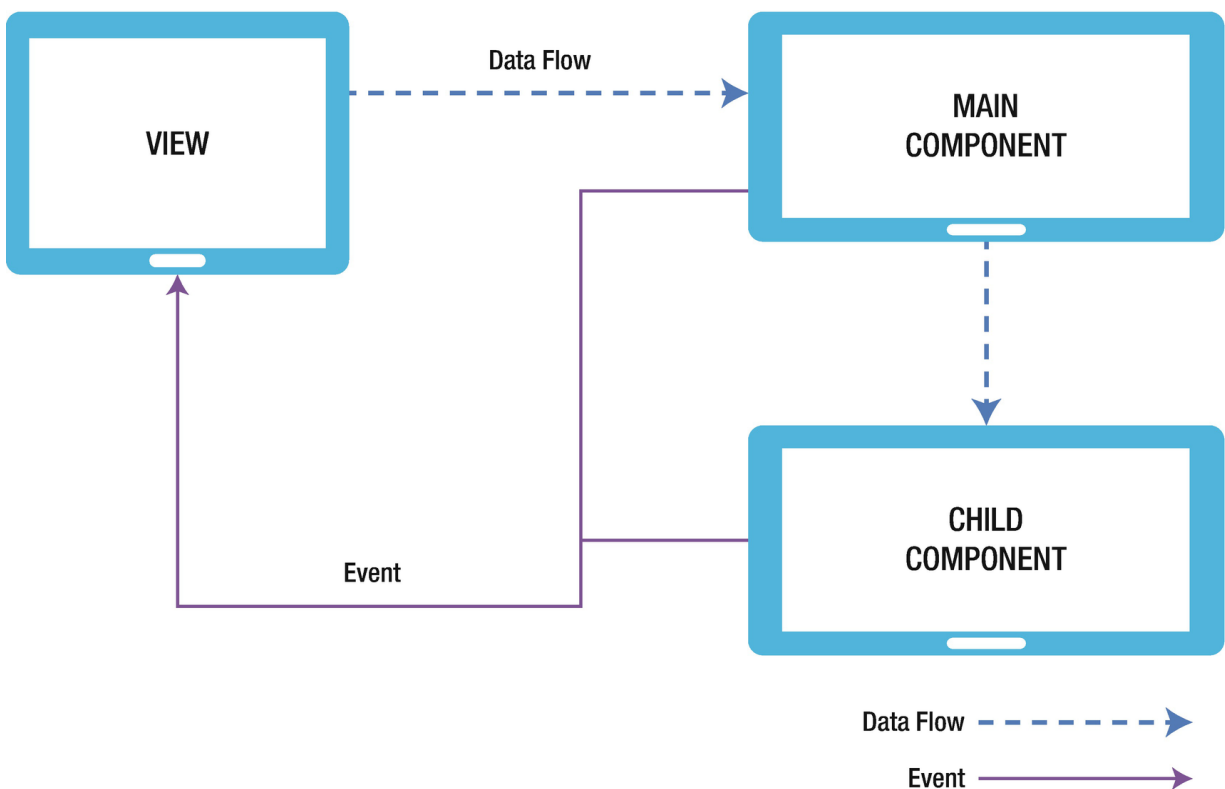 Data Flow
VIEW
MAIN
COMPONENT
CHILD
COMPONENT
Event
Data Flow
Event